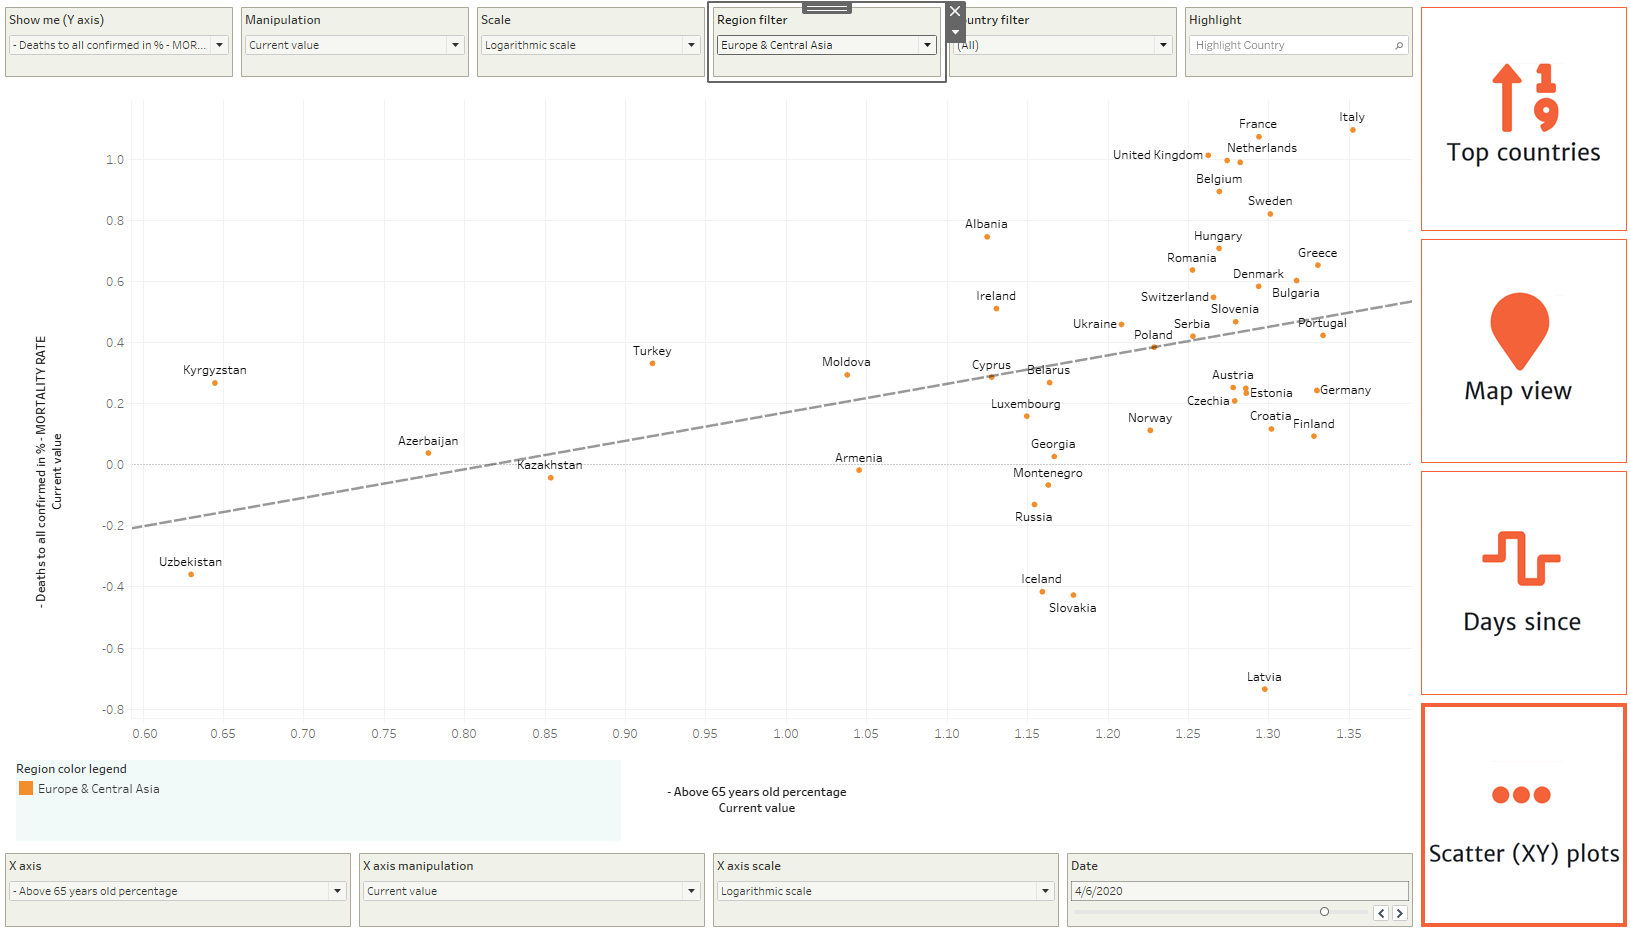 Show me (Y axis)
- Deaths to all confirmed in % - MOR...
Manipulation
Current value
Scale
Logarithmic scale
Region filter
Europe & Central Asia
ountry filter
(All)
Highlight
Highlight Country
Top countries
Map view
Days since
Scatter (XY) plots
- Deaths to all confirmed in % - MORTALITY RATE
Current value
1.0
0.8
0.6
0.4
0.2
0.0
-0.2
-0.4
-0.6
-0.8
Italy
France
Netherlands
United Kingdom
Belgium
Sweden
Albania
Hungary
Greece
Romania
Denmark
Ireland
Switzerland
Bulgaria
Slovenia
Ukraine
Serbia
Portugal
Poland
Turkey
Moldova
Cyprus
Belarus
Kyrgyzstan
Austria
Estonia
Germany
Czechia
Luxembourg
Norway
Croatia
Finland
Azerbaijan
Georgia
Kazakhstan
Armenia
Montenegro
Russia
Uzbekistan
Iceland
Slovakia
Latvia
0.60
0.65
0.70
0.75
0.80
0.85
0.90
0.95
1.00
1.05
1.10
1.15
1.20
1.25
1.30
1.35
Region color legend
Europe & Central Asia
- Above 65 years old percentage
Current value
X axis
- Above 65 years old percentage
X axis manipulation
Current value
X axis scale
Logarithmic scale
Date
4/6/2020